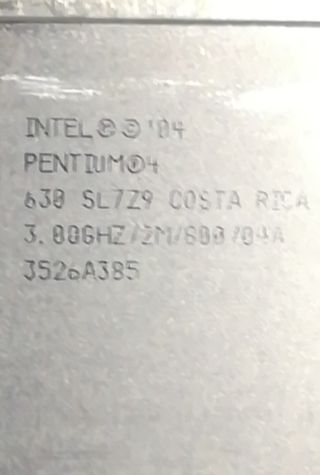 INTEL Ⓜ © '04
PENTIUM® 4
630 SL7Z9 COSTA RICA
3.00GHZ/2M/800/04A
3526A385